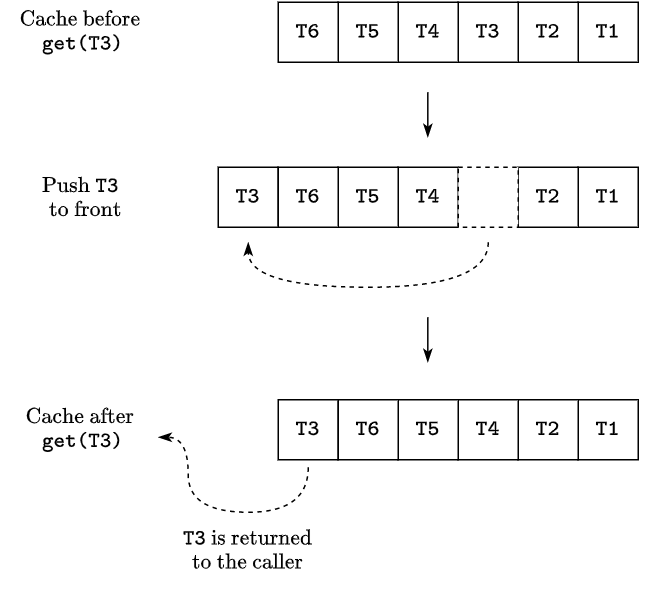 Cache before
get(T3)
T6 T5 T4 T3 T2 T1
Push T3
to front
T3 T6 T5 T4 T2 T1
Cache after
get(T3)
T3 T6 T5 T4 T2 T1
T3 is returned
to the caller